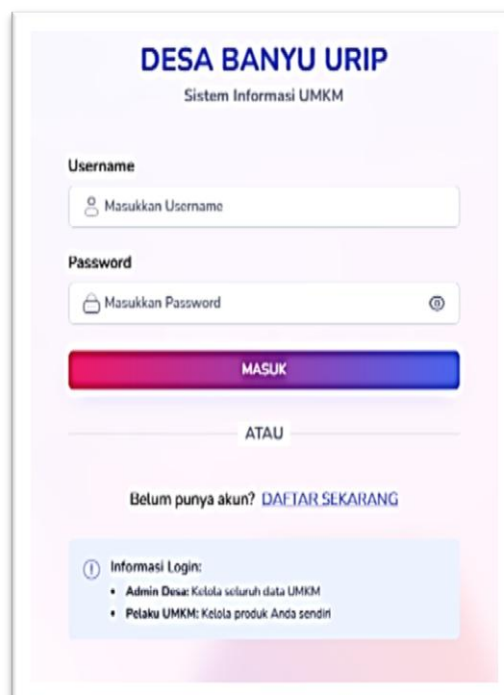 DESA BANYU URIP
Sistem Informasi UMKM
Username
Masukkan Username
Password
Masukkan Password
MASUK
ATAU
Belum punya akun? DAFTAR SEKARANG
Informasi Login:
• Admin Desa: Kelola seluruh data UMKM
• Pelaku UMKM: Kelola produk Anda sendiri